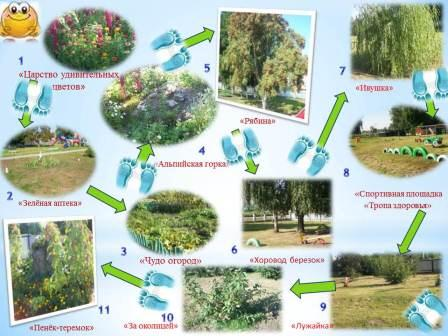 1
«Царство удивительных
цветов»
2
«Зелёная аптека»
3
«Чудо огород»
4
«Альпийская горка»
5
«Рябина»
6
«Хоровод березок»
7
«Ивушка»
8
«Спортивная площадка
«Тропа здоровья»
9
«Лужайка»
10
«За околицей»
11
«Пенёк-теремок»